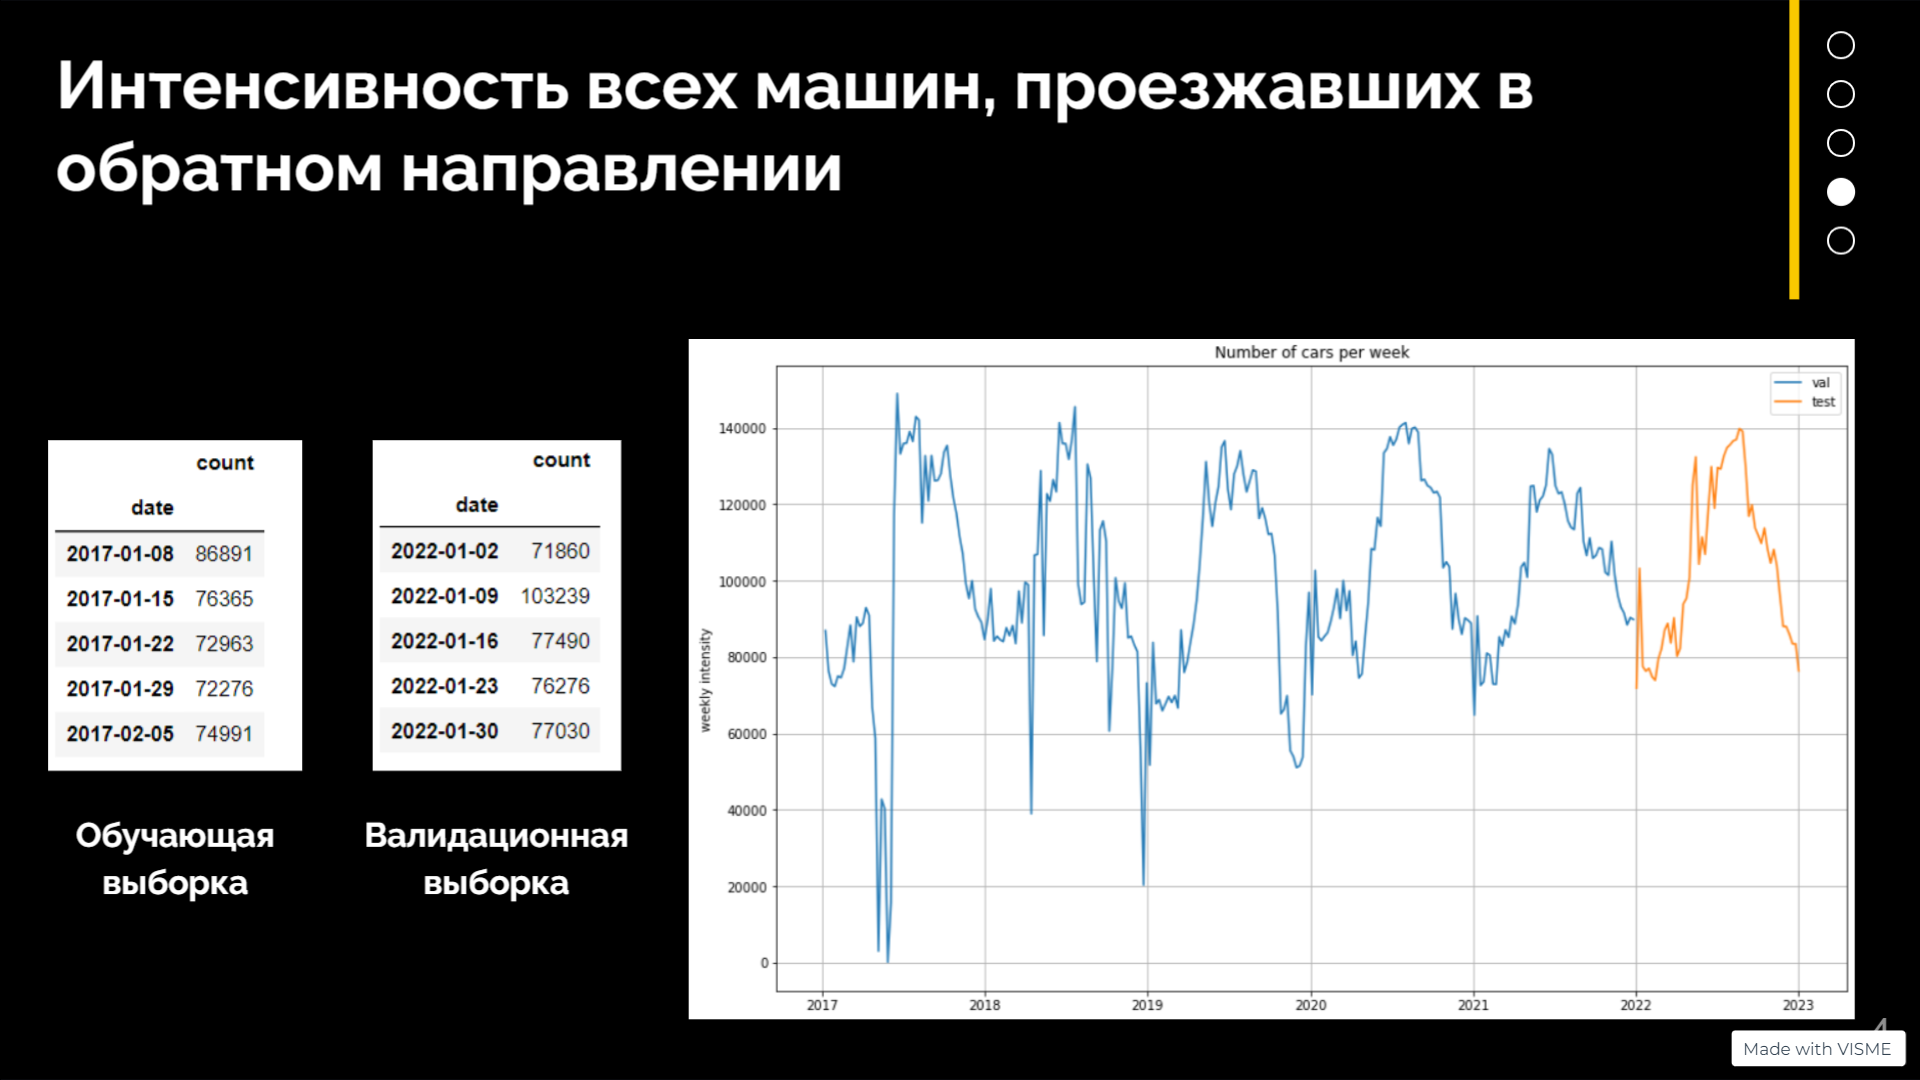 Интенсивность всех машин, проезжавших в
обратном направлении
count
date
2017-01-08 86891
2017-01-15 76365
2017-01-22 72963
2017-01-29 72276
2017-02-05 74991
Обучающая
выборка
count
date
2022-01-02 71860
2022-01-09 103239
2022-01-16 77490
2022-01-23 76276
2022-01-30 77030
Валидационная
выборка
Number of cars per week
val
test
weekly intensity
140000
120000
100000
80000
60000
40000
20000
0
2017 2018 2019 2020 2021 2022 2023
4
Made with VISME